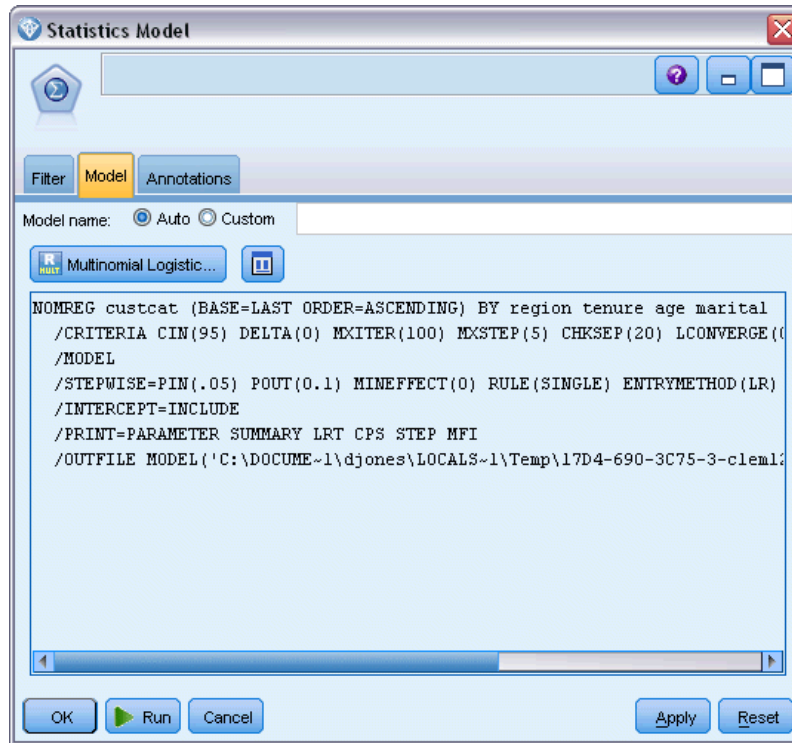 Statistics Model
Filter Model Annotations
Model name: Auto Custom
R MULT Multinomial Logistic...
NOMREG custcat (BASE=LAST ORDER=ASCENDING) BY region tenure age marital
/CRITERIA CIN(95) DELTA(0) MXITER(100) MXSTEP(5) CHKSEP(20) LCONVERGE(
/MODEL
/STEPWISE=PIN(.05) POUT(0.1) MINEFFECT(0) RULE(SINGLE) ENTRYMETHOD(LR)
/INTERCEPT=INCLUDE
/PRINT=PARAMETER SUMMARY LRT CPS STEP MFI
/OUTFILE MODEL('C:\DOCUME~1\djones\LOCALS~1\Temp\17D4-690-3C75-3-clem12
OK Run Cancel Apply Reset